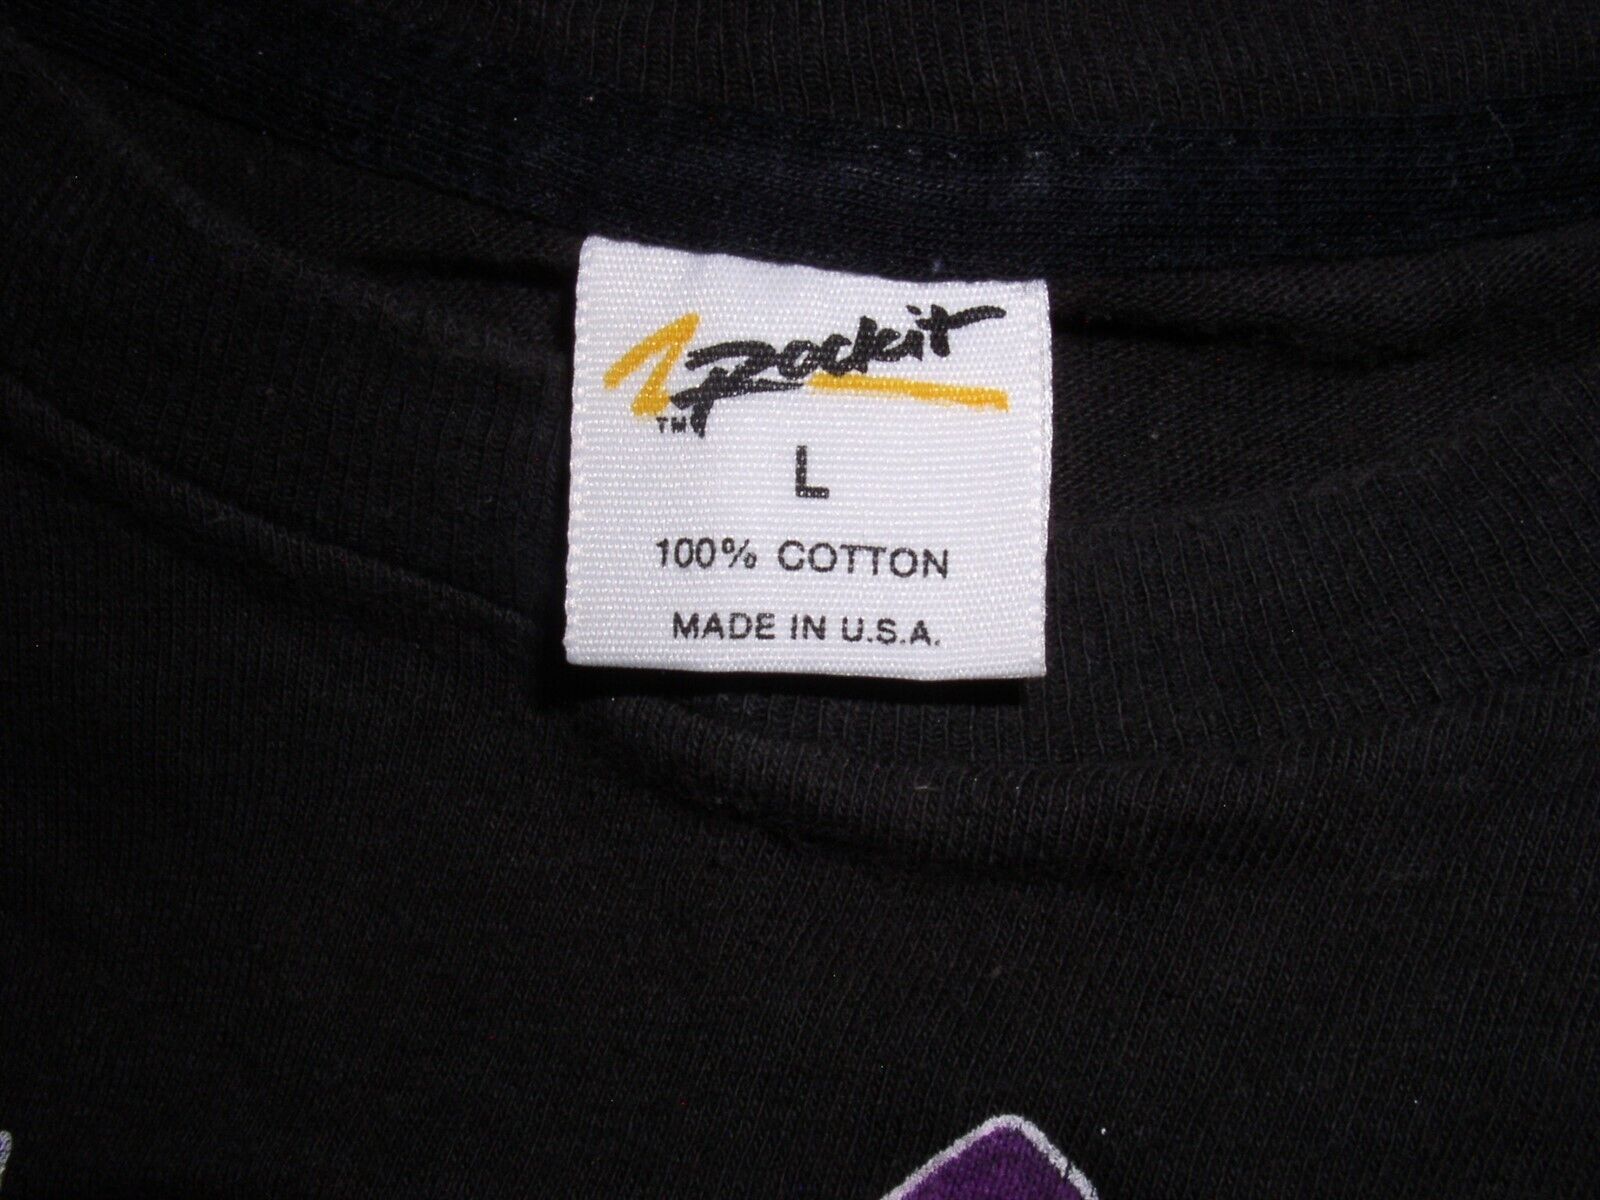 Rockit
TM
L
100% COTTON
MADE IN U.S.A.